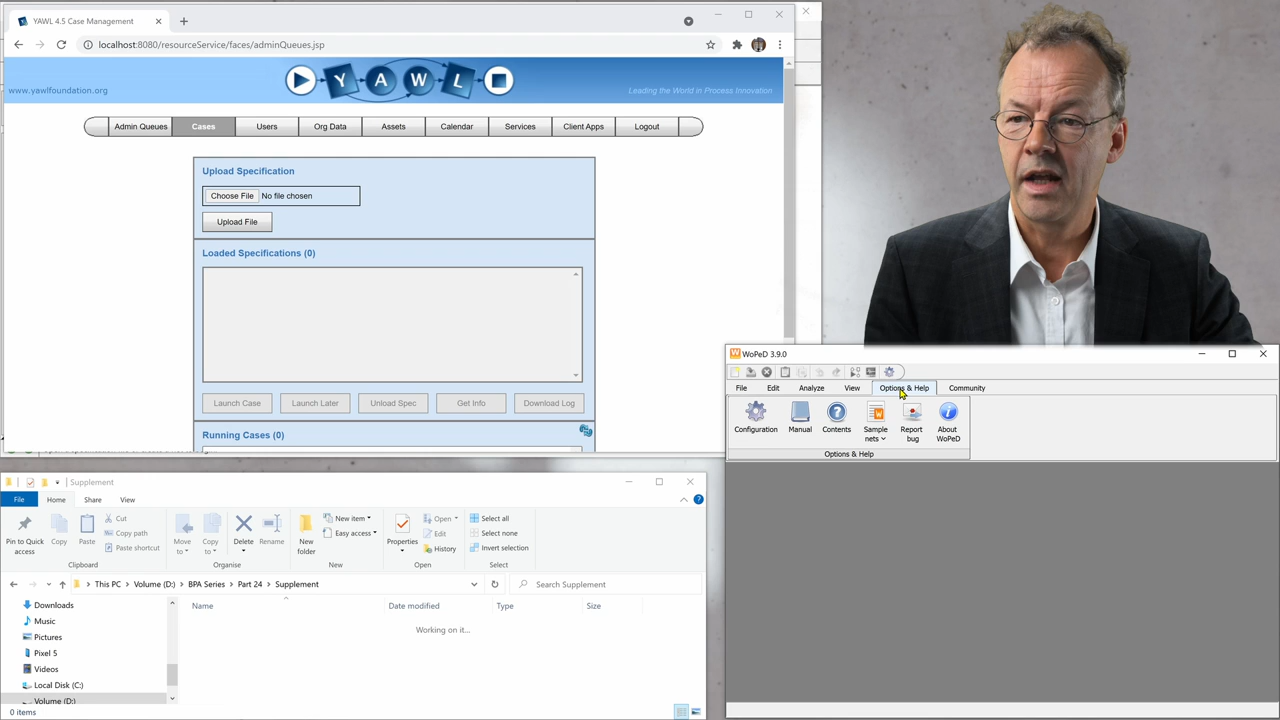 YAWL 4.5 Case Management
localhost:8080/resourceService/faces/adminQueues.jsp
YAWL
www.yawlfoundation.org
Leading the World in Process Innovation
Admin Queues
Cases
Users
Org Data
Assets
Calendar
Services
Client Apps
Logout
Upload Specification
Choose File No file chosen
Upload File
Loaded Specifications (0)
Launch Case
Launch Later
Unload Spec
Get Info
Download Log
Running Cases (0)
W WoPeD 3.9.0
File Edit Analyze View Options & Help Community
Configuration
Manual
Contents
Sample
nets
Report
bug
About
WoPeD
Options & Help
Supplement
File Home Share View
Pin to Quick
access
Copy
Paste
Cut
Copy path
Paste shortcut
Clipboard
Move
to
Copy
to
Delete
Rename
Organise
New
folder
New item
Easy access
New
Properties
Open
Edit
History
Open
Select all
Select none
Invert selection
Select
This PC Volume (D:) BPA Series Part 24 Supplement
Search Supplement
Downloads
Music
Pictures
Pixel 5
Videos
Local Disk (C:)
Volume (D:)
Name Date modified Type Size
Working on it...
0 items